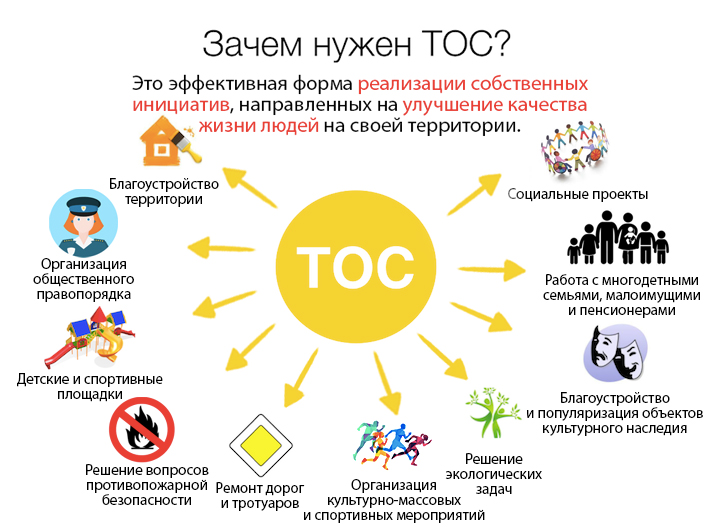 Зачем нужен ТОС?
Это эффективная форма реализации собственных
инициатив, направленных на улучшение качества
жизни людей на своей территории.
Благоустройство
территории
Социальные проекты
Организация
общественного
правопорядка
ТОС
Работа с многодетными
семьями, малоимущими
и пенсионерами
Детские и спортивные
площадки
Благоустройство
и популяризация объектов
культурного наследия
Решение вопросов
противопожарной
безопасности
Ремонт дорог
и тротуаров
Организация
культурно-массовых
и спортивных мероприятий
Решение
экологических
задач